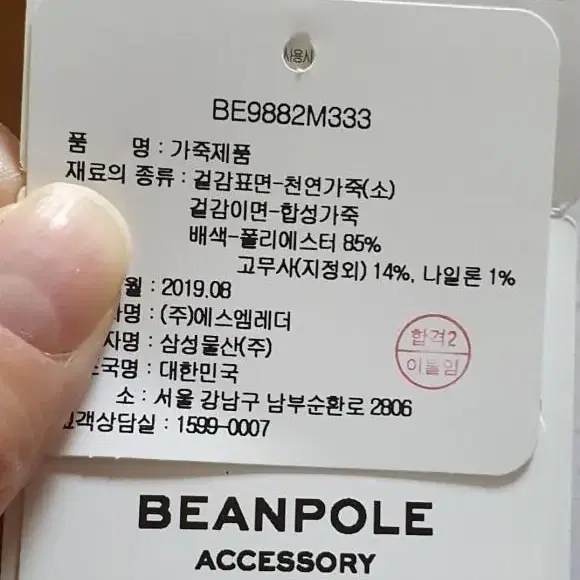 사용시
BE9882M333
품 명 : 가죽제품
재료의 종류 : 겉감표면-천연가죽(소)
겉감이면-합성가죽
배색-폴리에스터 85%
고무사(지정외) 14%, 나일론 1%
월 : 2019.08
자명 : (주)에스엠레더
자명 : 삼성물산(주)
조국명 : 대한민국
소 : 서울 강남구 남부순환로 2806
고객상담실 : 1599-0007
합격2
이돌임
BEANPOLE
ACCESSORY